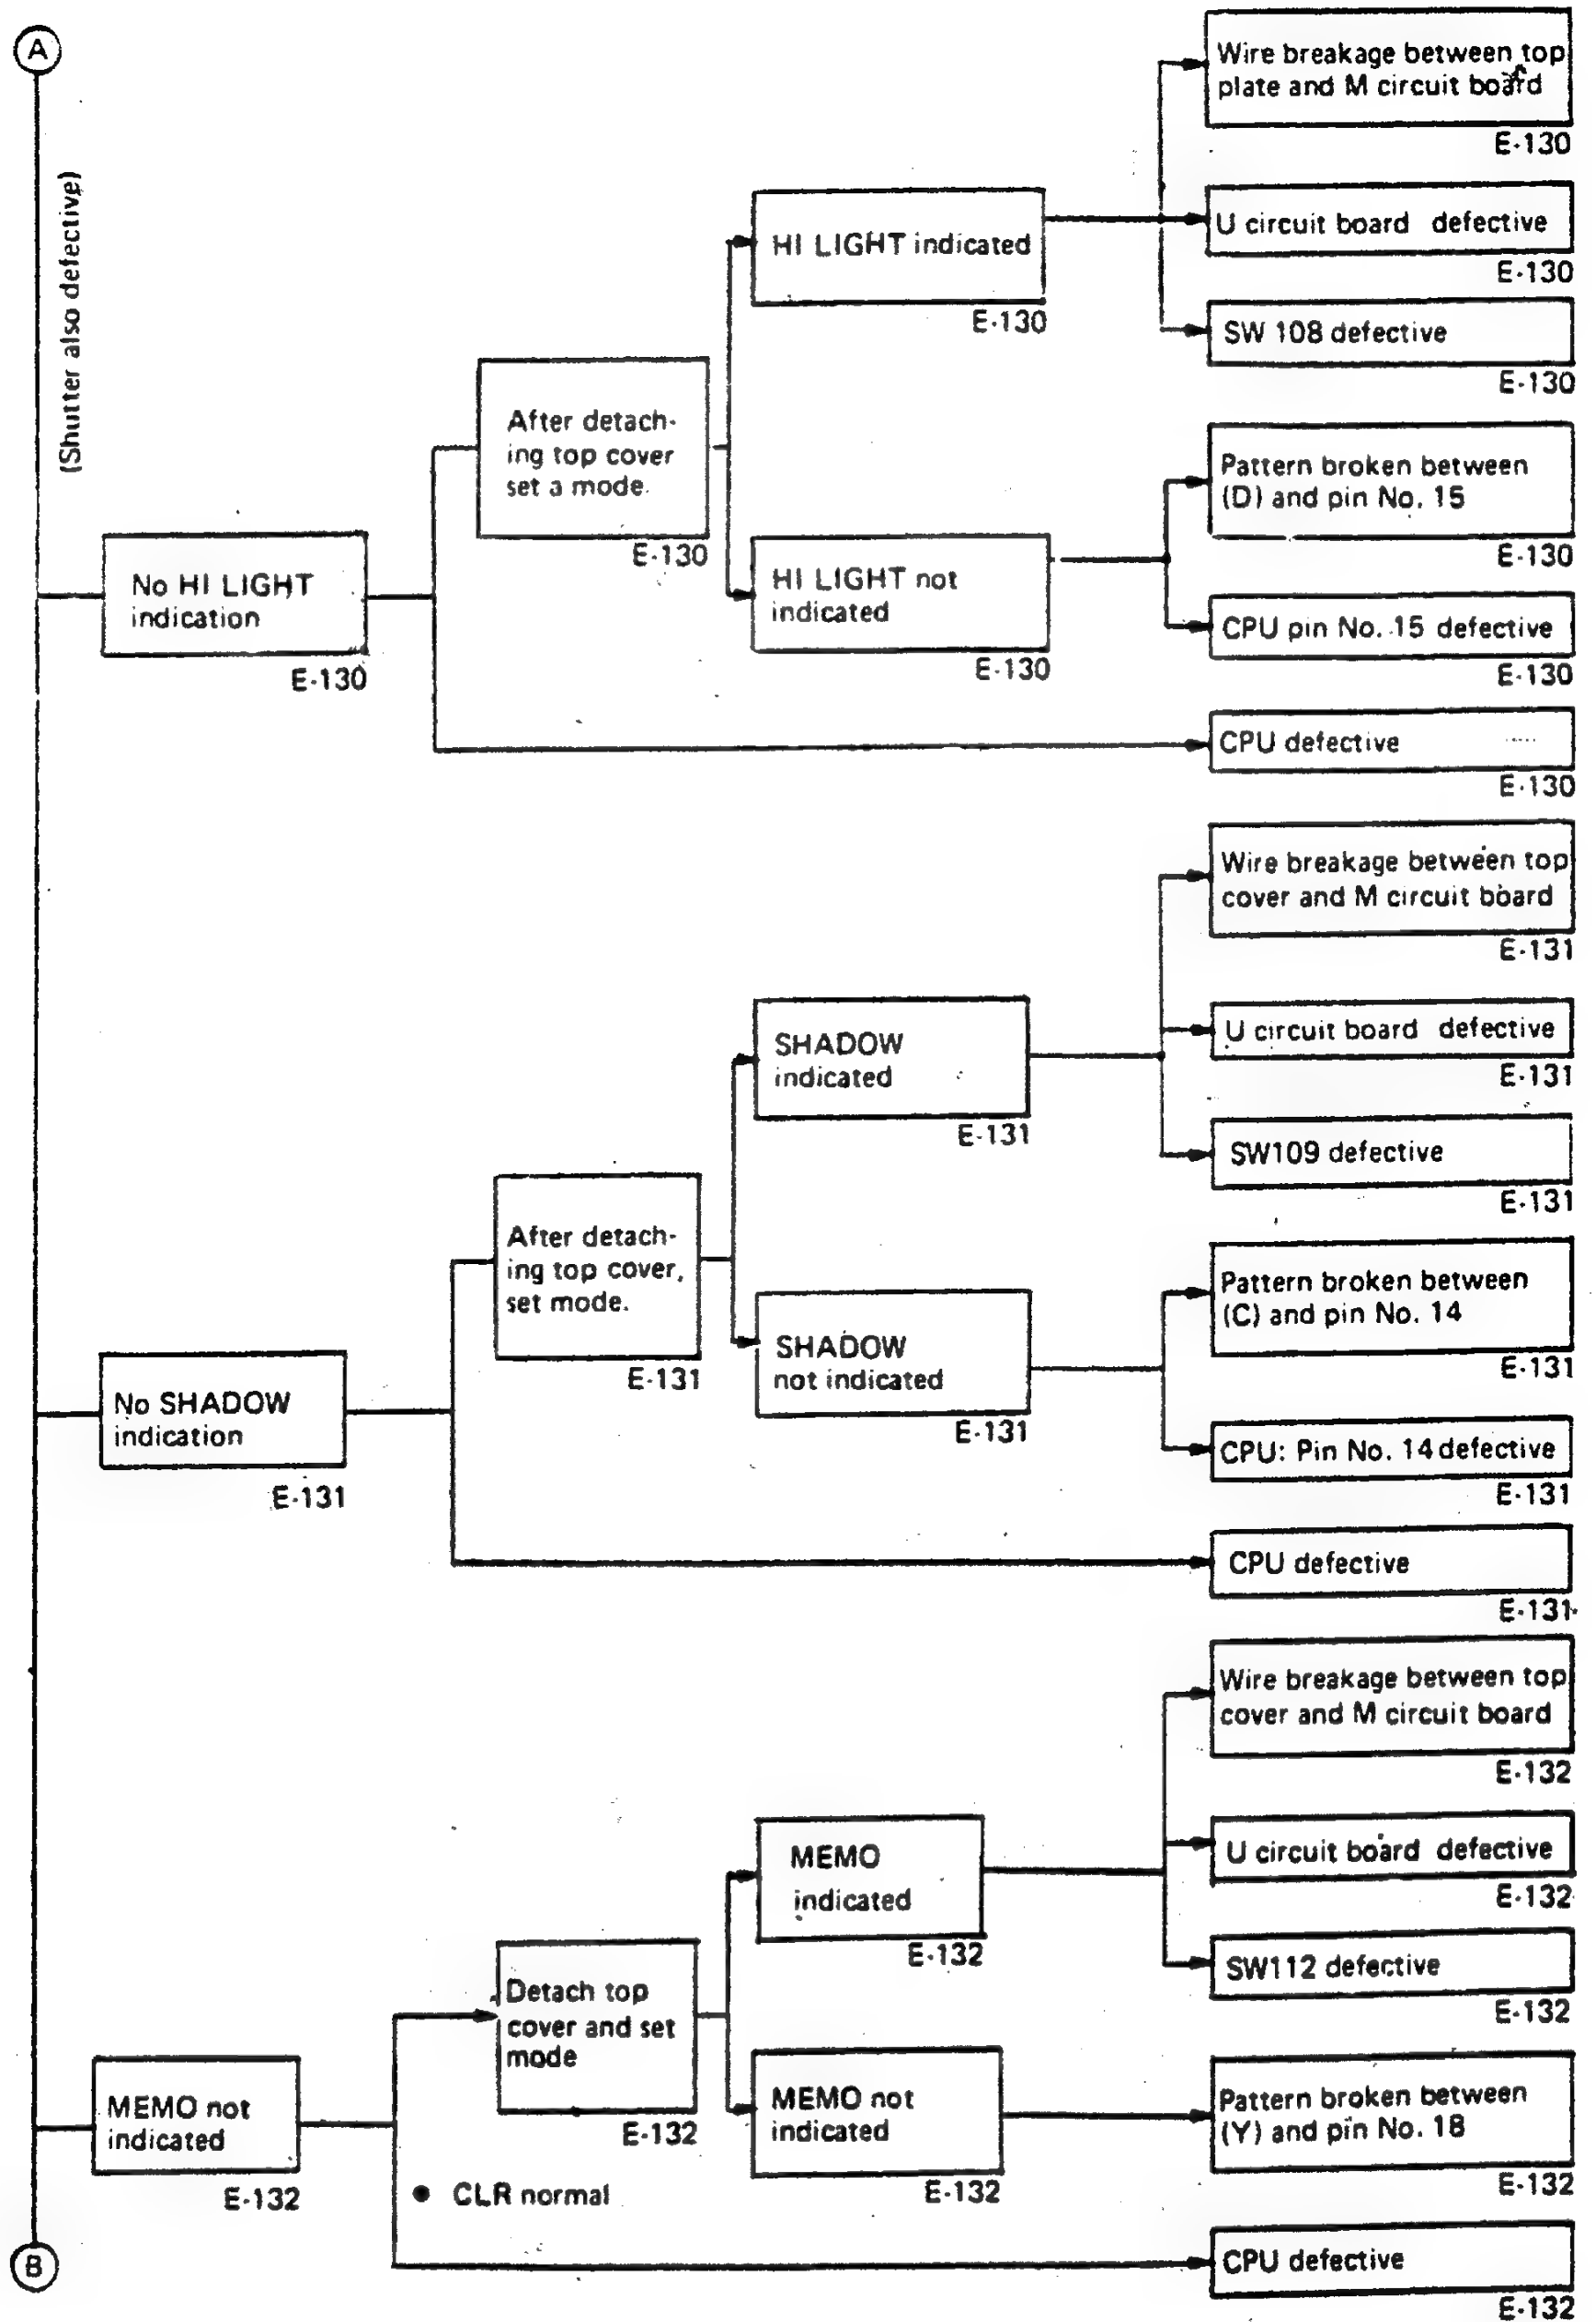 A
(Shutter also defective)
No HI LIGHT
indication
E-130
After detach-
ing top cover
set a mode.
E-130
HI LIGHT indicated
E-130
HI LIGHT not
indicated
E-130
Wire breakage between top
plate and M circuit board
E-130
U circuit board defective
E-130
SW 108 defective
E-130
Pattern broken between
(D) and pin No. 15
E-130
CPU pin No. 15 defective
E-130
CPU defective
E-130
No SHADOW
indication
E-131
After detach-
ing top cover,
set mode.
E-131
SHADOW
indicated
E-131
SHADOW
not indicated
E-131
Wire breakage between top
cover and M circuit board
E-131
U circuit board defective
E-131
SW109 defective
E-131
Pattern broken between
(C) and pin No. 14
E-131
CPU: Pin No. 14 defective
E-131
CPU defective
E-131
MEMO not
indicated
E-132
Detach top
cover and set
mode
E-132
• CLR normal
MEMO
indicated
E-132
MEMO not
indicated
E-132
Wire breakage between top
cover and M circuit board
E-132
U circuit board defective
E-132
SW112 defective
E-132
Pattern broken between
(Y) and pin No. 18
E-132
CPU defective
E-132
B